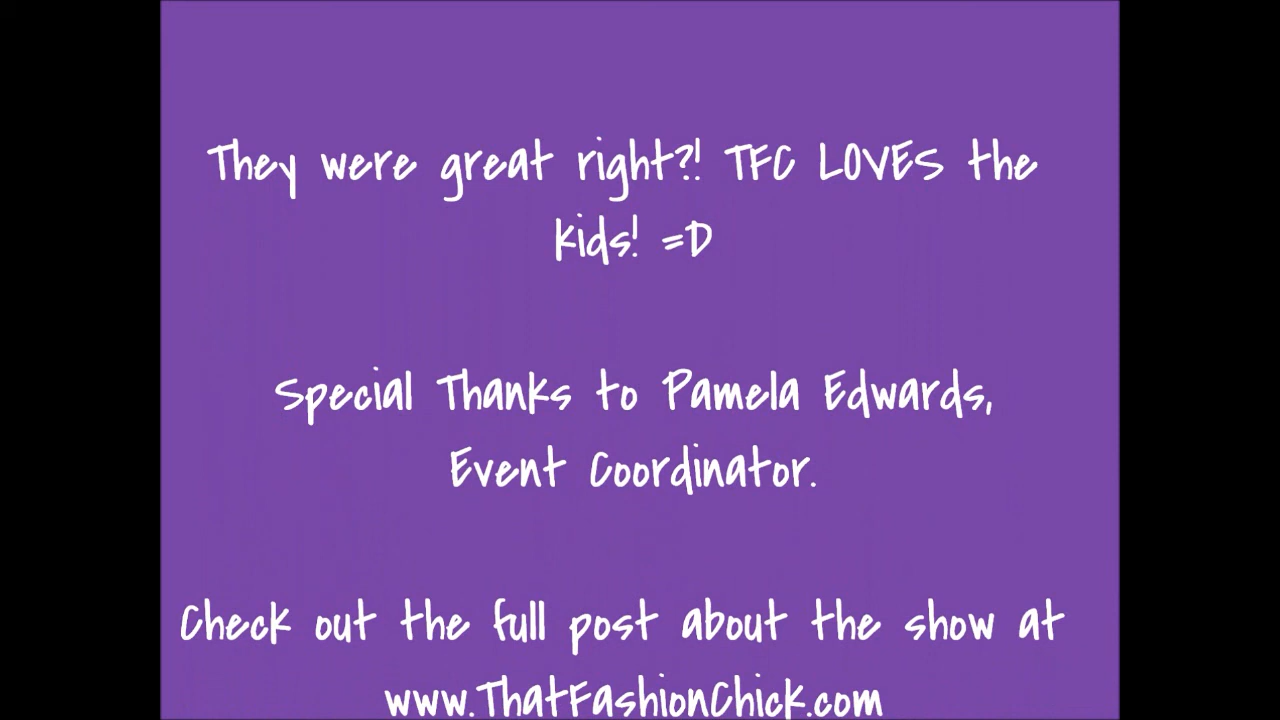 They were great right?! TFC LOVES the
kids! =D
Special Thanks to Pamela Edwards,
Event Coordinator.
Check out the full post about the show at
www.ThatFashionChick.com